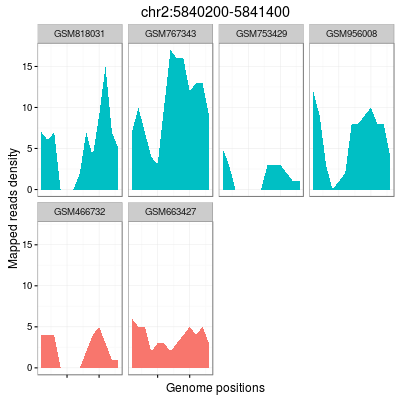 chr2:5840200-5841400
GSM818031 GSM767343 GSM753429 GSM956008
15
10
5
0
GSM466732 GSM663427
15
10
5
0
Mapped reads density
Genome positions